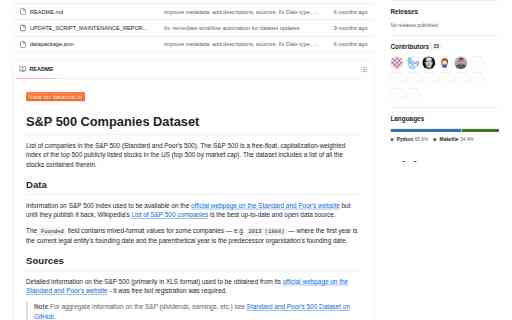 README.md
improve metadata: add descriptions, sources, fix Date type, ...
6 months ago
UPDATE_SCRIPT_MAINTENANCE_REPOR...
fix: remediate workflow automation for dataset updates
9 months ago
datapackage.json
improve metadata: add descriptions, sources, fix Date type, ...
6 months ago
README
S&P 500 Companies Dataset
List of companies in the S&P 500 (Standard and Poor's 500). The S&P 500 is a free-float, capitalization-weighted
index of the top 500 publicly listed stocks in the US (top 500 by market cap). The dataset includes a list of all the
stocks contained therein.
Data
Information on S&P 500 index used to be available on the official webpage on the Standard and Poor's website but
until they publish it back, Wikipedia's List of S&P 500 companies is the best up-to-date and open data source.
The Founded field contains mixed-format values for some companies — e.g. 2013 (1888) — where the first year is
the current legal entity's founding date and the parenthetical year is the predecessor organisation's founding date.
Sources
Detailed information on the S&P 500 (primarily in XLS format) used to be obtained from its official webpage on the
Standard and Poor's website - it was free but registration was required.
Note For aggregate information on the S&P (dividends, earnings, etc.) see Standard and Poor's 500 Dataset on
GitHub.
Releases
No releases published
Contributors 23
Languages
Python
Makefile